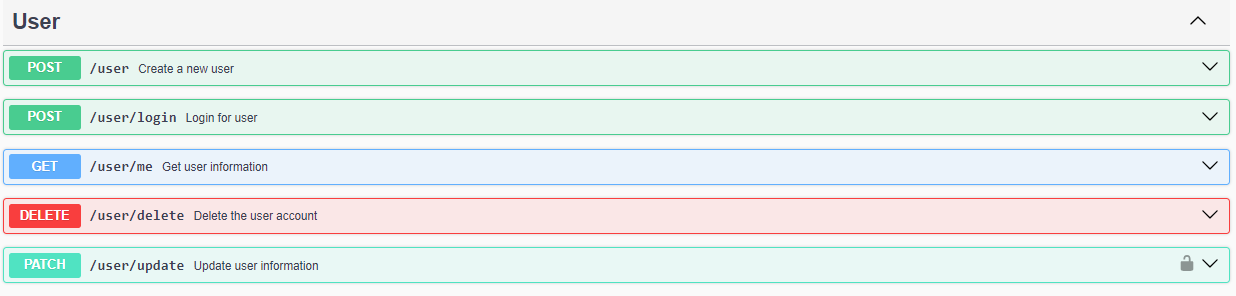 User
POST /user Create a new user
POST /user/login Login for user
GET /user/me Get user information
DELETE /user/delete Delete the user account
PATCH /user/update Update user information